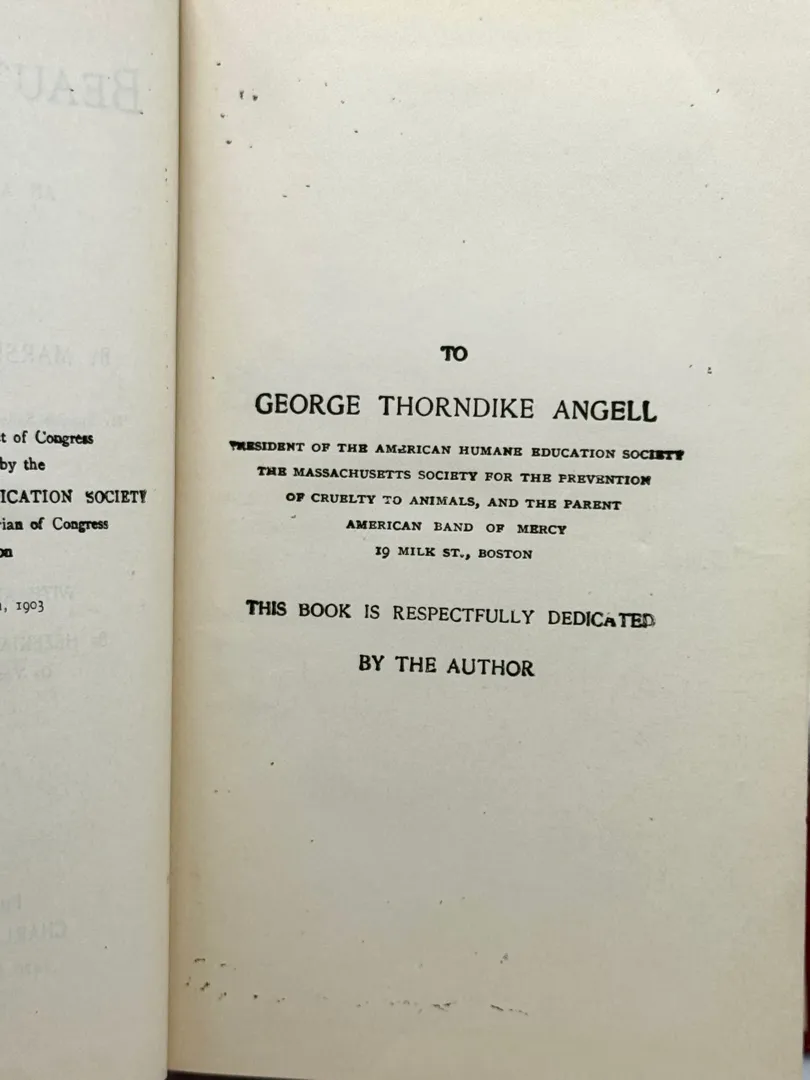 t of Congress
by the
ICATION SOCIETY
rian of Congress
on
, 1903
TO
GEORGE THORNDIKE ANGELL
PRESIDENT OF THE AMERICAN HUMANE EDUCATION SOCIETY
THE MASSACHUSETTS SOCIETY FOR THE PREVENTION
OF CRUELTY TO ANIMALS, AND THE PARENT
AMERICAN BAND OF MERCY
19 MILK ST., BOSTON
THIS BOOK IS RESPECTFULLY DEDICATED
BY THE AUTHOR